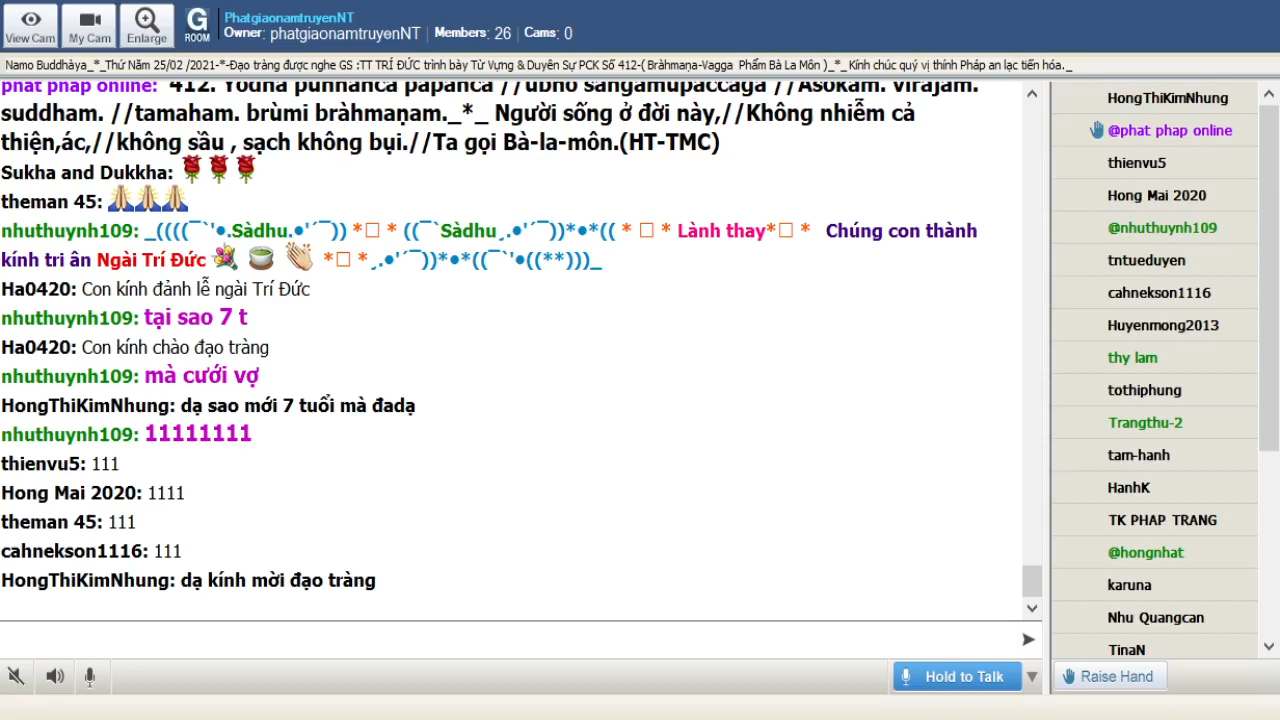 PhatgiaonamtruyenNT
Owner: phatgiaonamtruyenNT | Members: 26 | Cams: 0
View Cam
My Cam
Enlarge
G
ROOM
Namo Buddhàya_*_Thứ Năm 25/02 /2021-*-Đạo tràng được nghe GS :TT TRÍ ĐỨC trình bày Từ Vựng & Duyên Sự PCK Số 412-( Bràhmaṇa-Vagga Phẩm Bà La Môn )_*_ Kính chúc quý vị thính Pháp an lạc tiến hóa._
phat phap online: 412. Yodha puññañca pāpañca //ubho saṅgamupaccagā //Asokaṃ. virajaṃ.
suddhaṃ. //tamahaṃ. brùmi bràhmaṇaṃ._*_ Người sống ở đời này,//Không nhiễm cả
thiện,ác,//không sầu , sạch không bụi.//Ta gọi Bà-la-môn.(HT-TMC)
Sukha and Dukkha:
theman 45:
nhuthuynh109: _((((¯`'•.Sàdhu.•'´¯)) *□ * ((¯`Sàdhu¸.•'´¯))*•*(( * □ * Lành thay*□ * Chúng con thành
kính tri ân Ngài Trí Đức *□ *¸.•'´¯))*•*((¯`'•((**)))_
Ha0420: Con kính đảnh lễ ngài Trí Đức
nhuthuynh109: tại sao 7 t
Ha0420: Con kính chào đạo tràng
nhuthuynh109: mà cưới vợ
HongThiKimNhung: dạ sao mới 7 tuổi mà đadạ
nhuthuynh109: 11111111
thienvu5: 111
Hong Mai 2020: 1111
theman 45: 111
cahnekson1116: 111
HongThiKimNhung: dạ kính mời đạo tràng
HongThiKimNhung
@phat phap online
thienvu5
Hong Mai 2020
@nhuthuynh109
tntueduyen
cahnekson1116
Huyenmong2013
thy lam
tothiphung
Trangthu-2
tam-hanh
HanhK
TK PHAP TRANG
@hongnhat
karuna
Nhu Quangcan
TinaN
Hold to Talk
Raise Hand